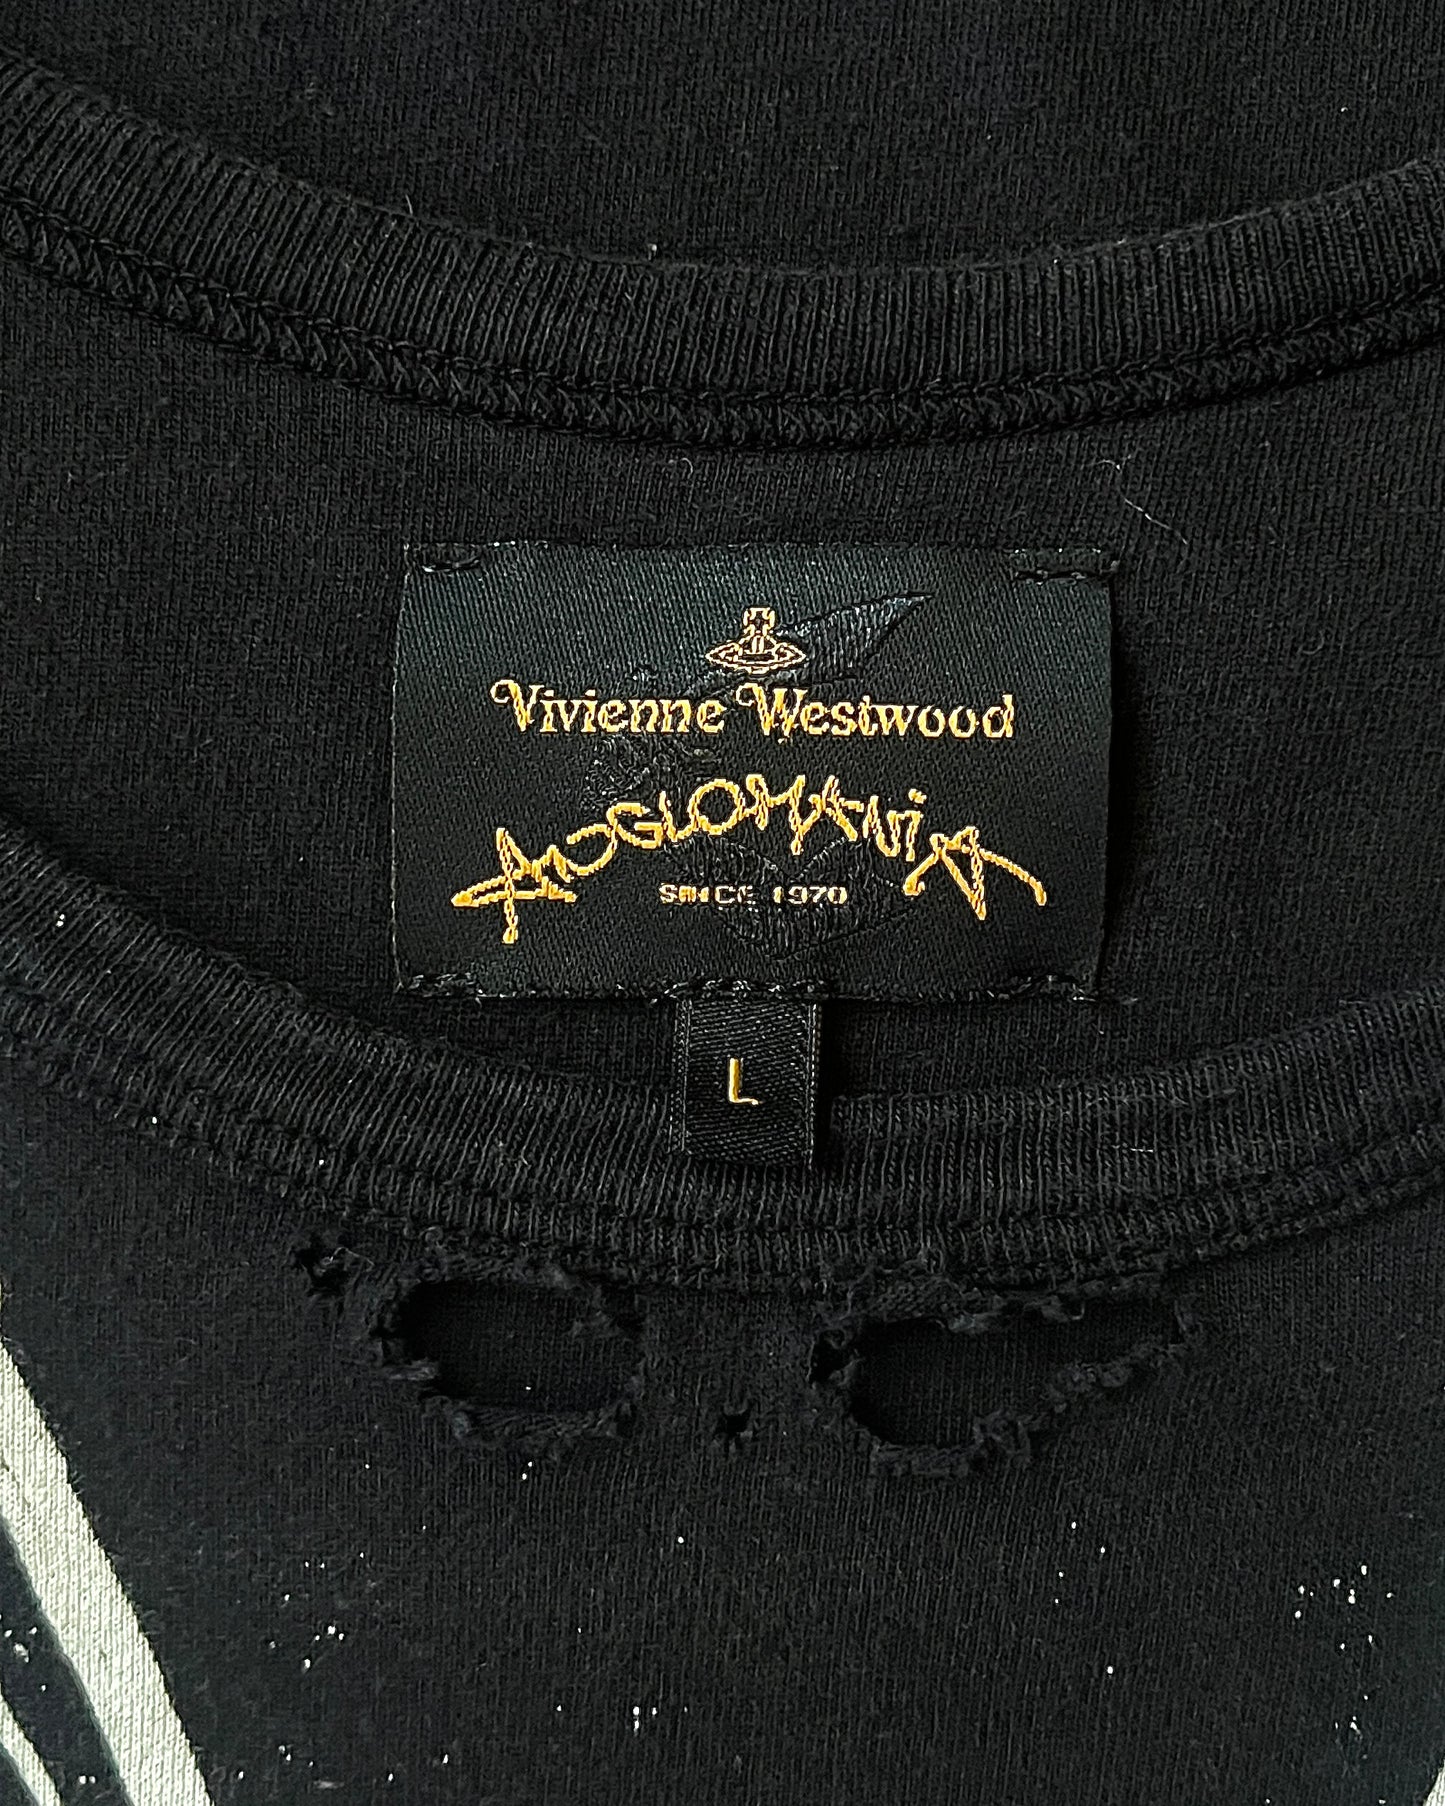 Vivienne Westwood
ANGLOMANiA
SINCE 1970
L